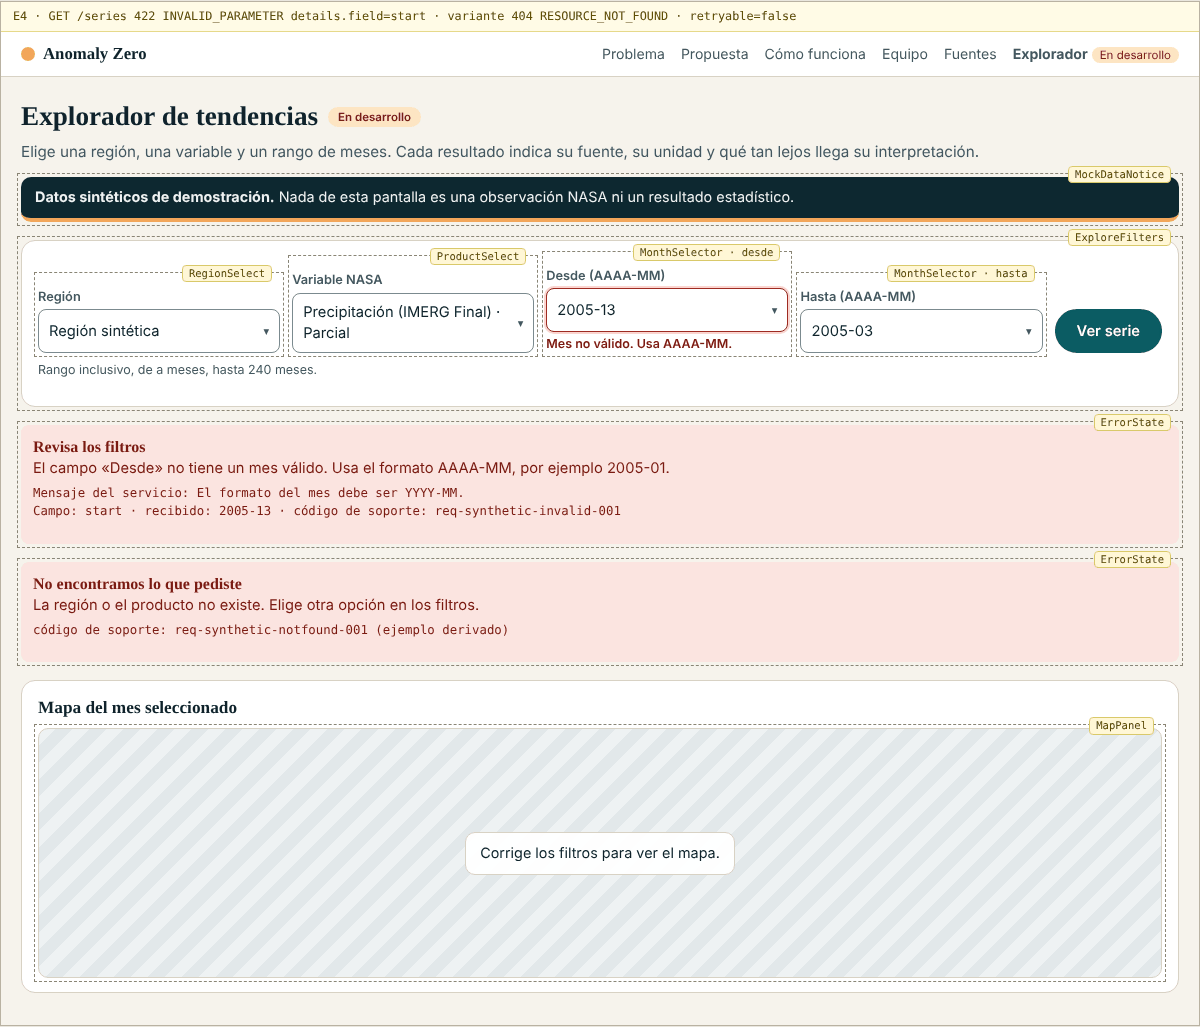 E4 · GET /series 422 INVALID_PARAMETER details.field=start · variante 404 RESOURCE_NOT_FOUND · retryable=false
Anomaly Zero
Problema Propuesta Cómo funciona Equipo Fuentes Explorador En desarrollo
Explorador de tendencias En desarrollo
Elige una región, una variable y un rango de meses. Cada resultado indica su fuente, su unidad y qué tan lejos llega su interpretación.
MockDataNotice
Datos sintéticos de demostración. Nada de esta pantalla es una observación NASA ni un resultado estadístico.
ExploreFilters
RegionSelect
Región
Región sintética ▾
ProductSelect
Variable NASA
Precipitación (IMERG Final) ·
Parcial ▾
MonthSelector · desde
Desde (AAAA-MM)
2005-13 ▾
Mes no válido. Usa AAAA-MM.
MonthSelector · hasta
Hasta (AAAA-MM)
2005-03 ▾
Ver serie
Rango inclusivo, de a meses, hasta 240 meses.
ErrorState
Revisa los filtros
El campo «Desde» no tiene un mes válido. Usa el formato AAAA-MM, por ejemplo 2005-01.
Mensaje del servicio: El formato del mes debe ser YYYY-MM.
Campo: start · recibido: 2005-13 · código de soporte: req-synthetic-invalid-001
ErrorState
No encontramos lo que pediste
La región o el producto no existe. Elige otra opción en los filtros.
código de soporte: req-synthetic-notfound-001 (ejemplo derivado)
Mapa del mes seleccionado
MapPanel
Corrige los filtros para ver el mapa.